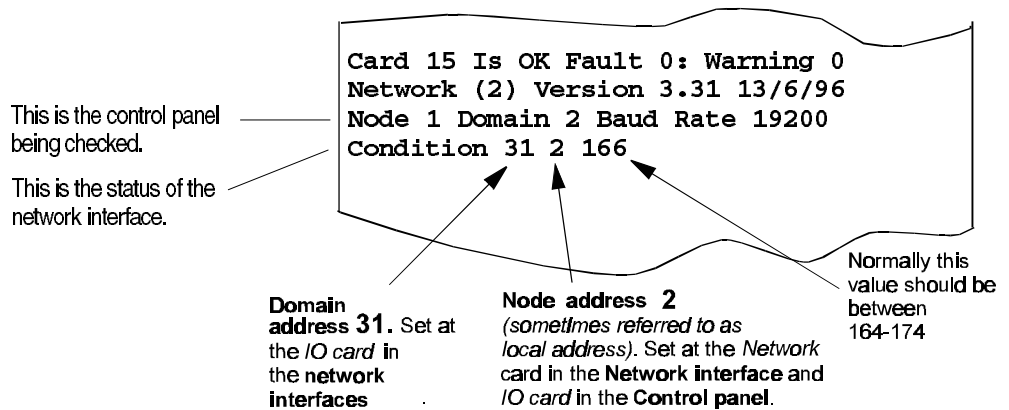 Card 15 Is OK Fault 0: Warning 0
Network (2) Version 3.31 13/6/96
Node 1 Domain 2 Baud Rate 19200
Condition 31 2 166
This is the control panel
being checked.
This is the status of the
network interface.
Domain
address 31. Set at
the IO card in
the network
interfaces .
Node address 2
(sometimes referred to as
local address). Set at the Network
card in the Network interface and
IO card in the Control panel.
Normally this
value should be
between
164-174